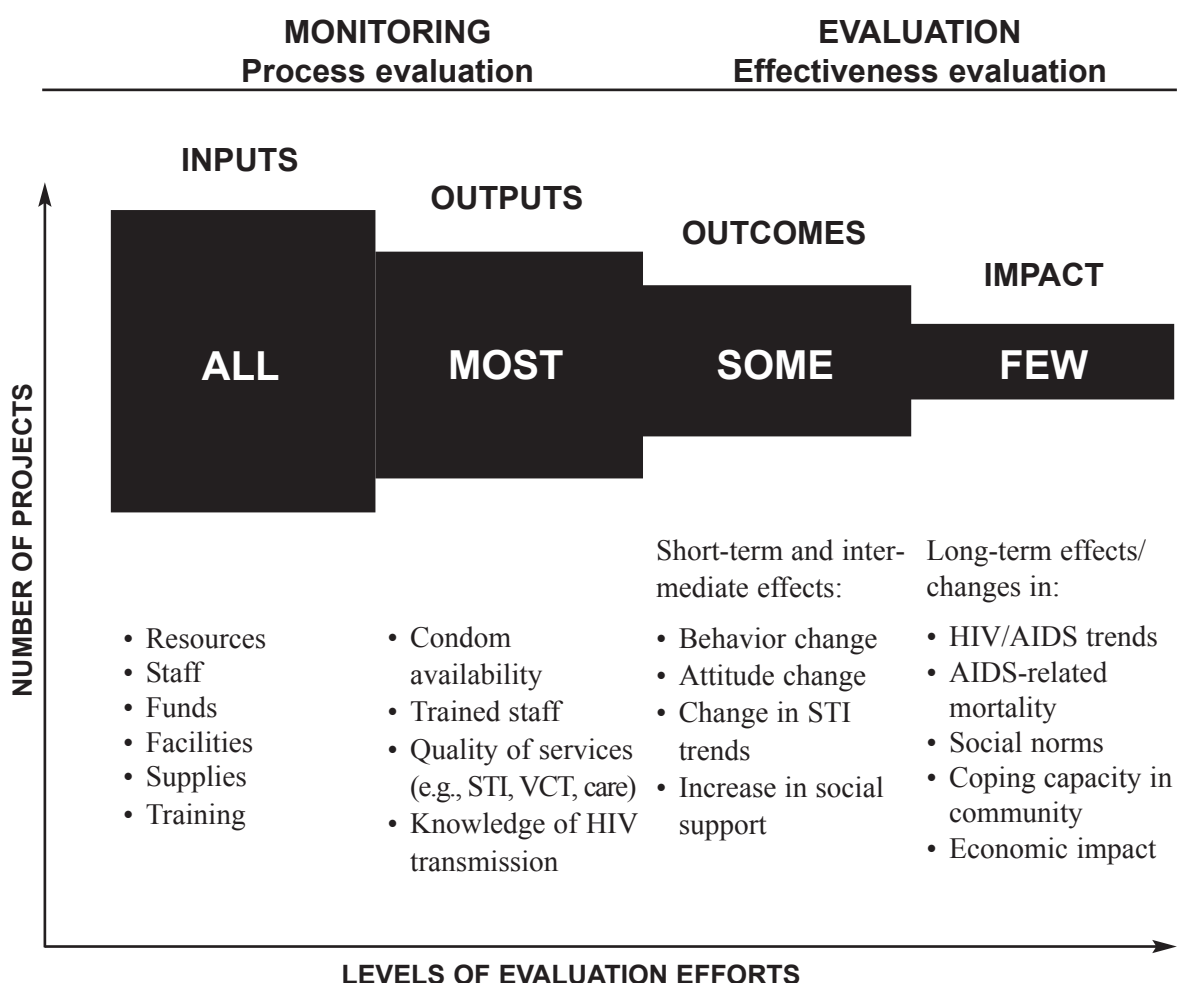 MONITORING
Process evaluation
EVALUATION
Effectiveness evaluation
INPUTS
OUTPUTS
OUTCOMES
IMPACT
ALL
MOST
SOME
FEW
NUMBER OF PROJECTS
• Resources
• Staff
• Funds
• Facilities
• Supplies
• Training
• Condom
availability
• Trained staff
• Quality of services
(e.g., STI, VCT, care)
• Knowledge of HIV
transmission
Short-term and inter-
mediate effects:
• Behavior change
• Attitude change
• Change in STI
trends
• Increase in social
support
Long-term effects/
changes in:
• HIV/AIDS trends
• AIDS-related
mortality
• Social norms
• Coping capacity in
community
• Economic impact
LEVELS OF EVALUATION EFFORTS